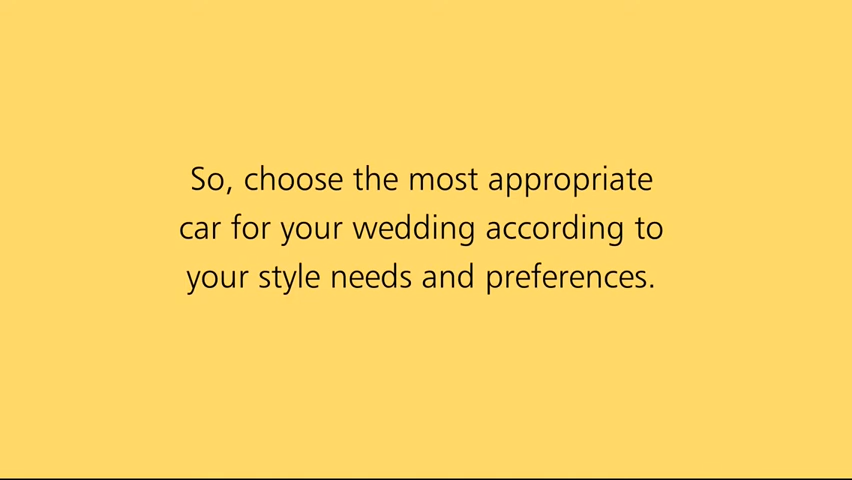 So, choose the most appropriate
car for your wedding according to
your style needs and preferences.